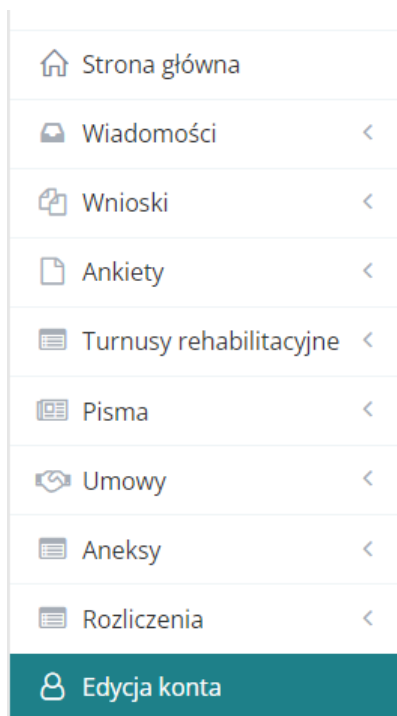 Strona główna
Wiadomości
Wnioski
Ankiety
Turnusy rehabilitacyjne
Pisma
Umowy
Aneksy
Rozliczenia
Edycja konta